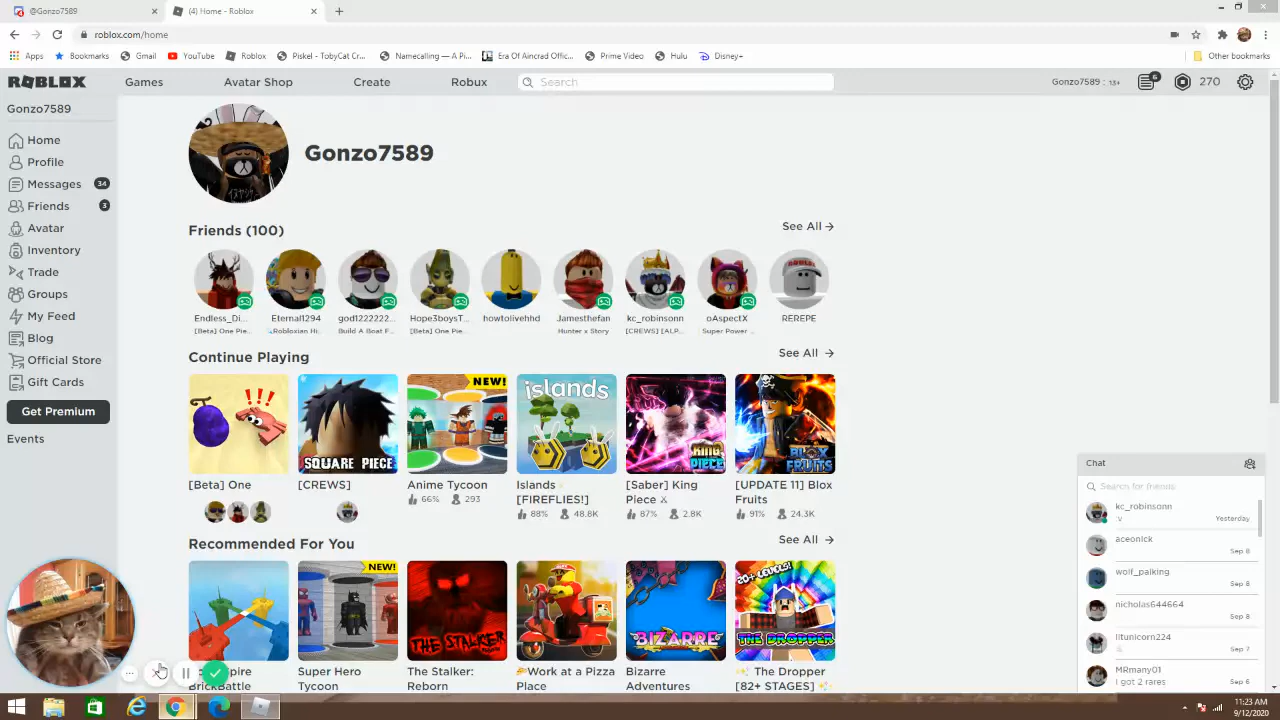 @Gonzo7589
(4) Home - Roblox
roblox.com/home
Apps
Bookmarks
Gmail
YouTube
Roblox
Piskel - TobyCat Cr...
Namecalling — A Pi...
Era Of Aincrad Offic...
Prime Video
Hulu
Disney+
Other bookmarks
ROBLOX
Games
Avatar Shop
Create
Robux
Search
Gonzo7589 : 13+
6
270
Gonzo7589
Home
Profile
Messages 34
Friends 3
Avatar
Inventory
Trade
Groups
My Feed
Blog
Official Store
Gift Cards
Get Premium
Events
Gonzo7589
Friends (100)
See All →
Endless_Di...
[Beta] One Pie...
Eternal1294
Robloxian Hi...
god1222222...
Build A Boat F...
Hope3boysT...
[Beta] One Pie...
howtolivehhd
Jamesthefan
Hunter x Story
kc_robinsonn
[CREWS] [ALP...
oAspectX
Super Power ...
REREPE
Continue Playing
See All →
!!!
SQUARE PIECE
NEW!
islands
KING PIECE
BLOX FRUITS
[Beta] One
[CREWS]
Anime Tycoon
66% 293
Islands
[FIREFLIES!]
88% 48.8K
[Saber] King
Piece ⚔
87% 2.8K
[UPDATE 11] Blox
Fruits
91% 24.3K
Recommended For You
See All →
NEW!
THE STALKER
REBORN
BIZARRE
20+ LEVELS!
THE DROPPER
BrickBattle
Super Hero
Tycoon
The Stalker:
Reborn
Work at a Pizza
Place
Bizarre
Adventures
The Dropper
[82+ STAGES]
Chat
Search for friends
kc_robinsonn
:v
Yesterday
aceonick
Sep 8
wolf_palking
Sep 8
nicholas644664
Sep 8
litunicorn224
Sep 7
MRmany01
I got 2 rares
Sep 6
11:23 AM
9/12/2020